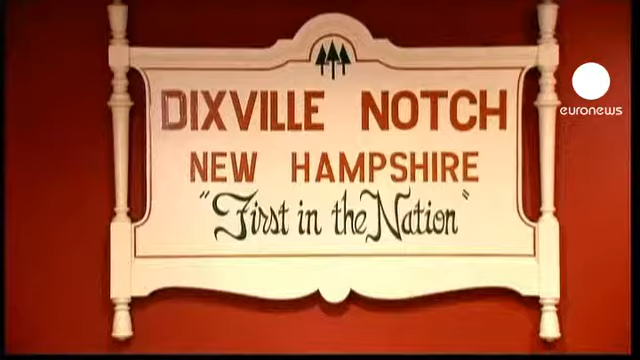 DIXVILLE NOTCH
NEW HAMPSHIRE
"First in the Nation"
euronews